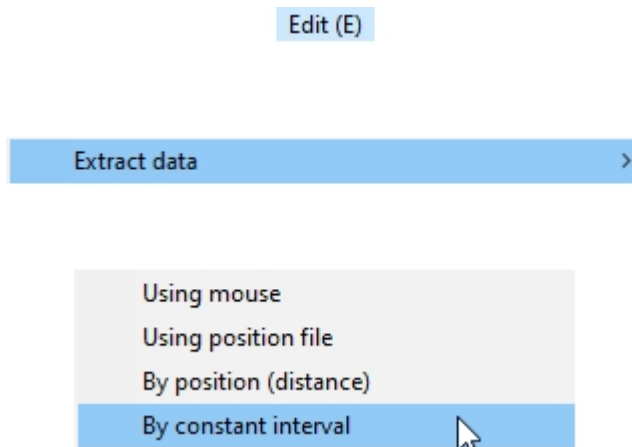 Edit (E)
Extract data
Using mouse
Using position file
By position (distance)
By constant interval